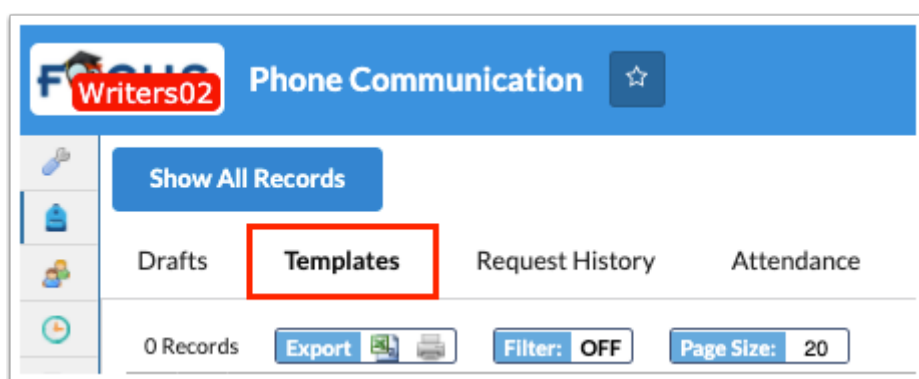 FOCUS
Writers02
Phone Communication
Show All Records
Drafts Templates Request History Attendance
0 Records Export Filter: OFF Page Size: 20